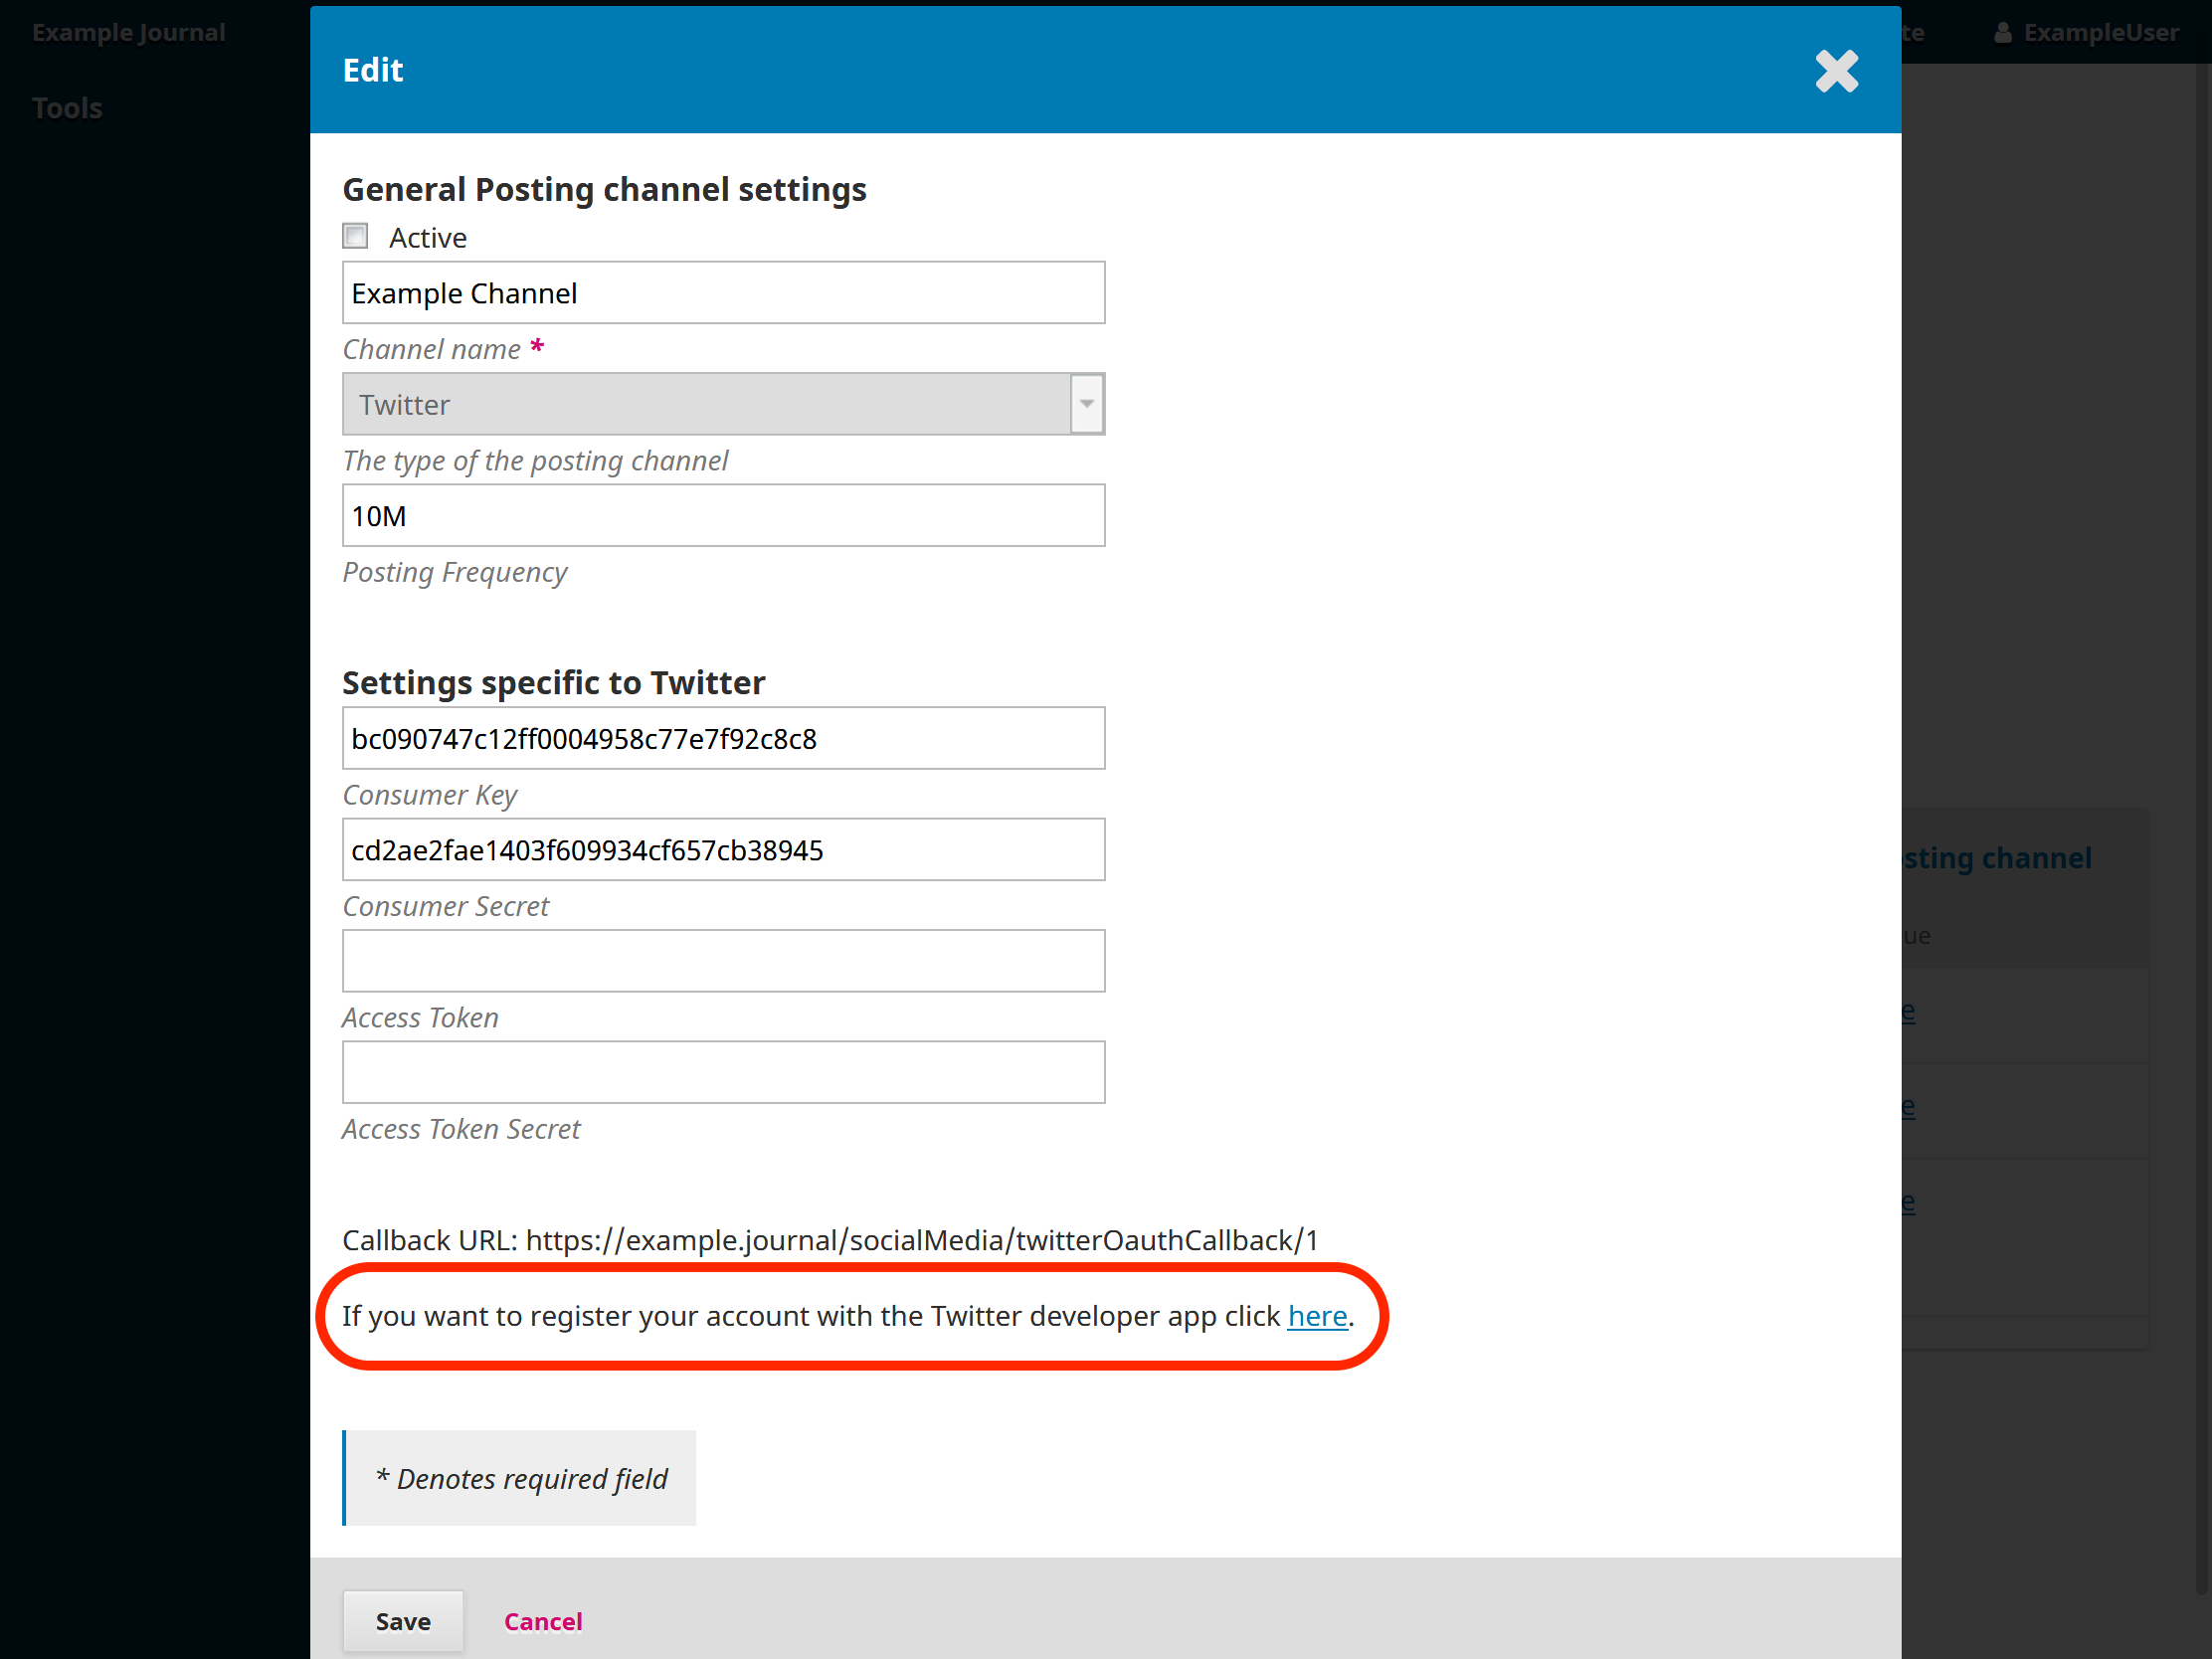 Example Journal
ExampleUser
Tools
Edit
General Posting channel settings
Active
Example Channel
Channel name *
Twitter
The type of the posting channel
10M
Posting Frequency
Settings specific to Twitter
bc090747c12ff0004958c77e7f92c8c8
Consumer Key
cd2ae2fae1403f609934cf657cb38945
Consumer Secret
Access Token
Access Token Secret
channel
Callback URL: https://example.journal/socialMedia/twitterOauthCallback/1
If you want to register your account with the Twitter developer app click here.
* Denotes required field
Save Cancel